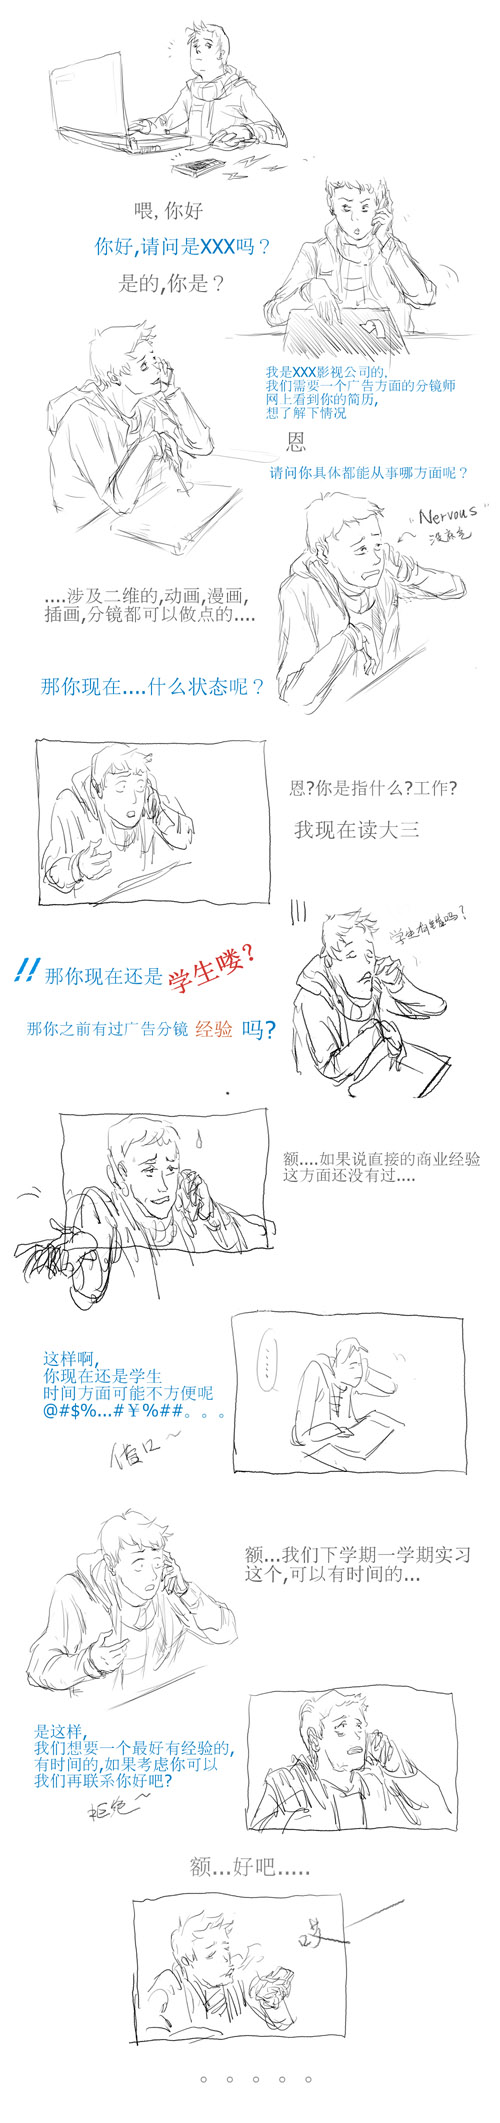 喂,你好
你好,请问是XXX吗？
是的,你是？
我是XXX影视公司的.
我们需要一个广告方面的分镜师
网上看到你的简历,
想了解下情况
恩
请问你具体都能从事哪方面呢？
"Nervous"
....涉及二维的,动画,漫画,
插画,分镜都可以做点的....
那你现在....什么状态呢？
恩?你是指什么?工作?
我现在读大三
!! 那你现在还是 学生喽?
那你之前有过广告分镜 经验 吗?
额....如果说直接的商业经验
这方面还没有过....
这样啊,
你现在还是学生
时间方面可能不方便呢
@#$%...#￥%##。。。
借口~
额...我们下学期一学期实习
这个,可以有时间的...
是这样,
我们想要一个最好有经验的,
有时间的,如果考虑你可以
我们再联系你好吧?
拒绝~
额...好吧.....
哎
。。。。。